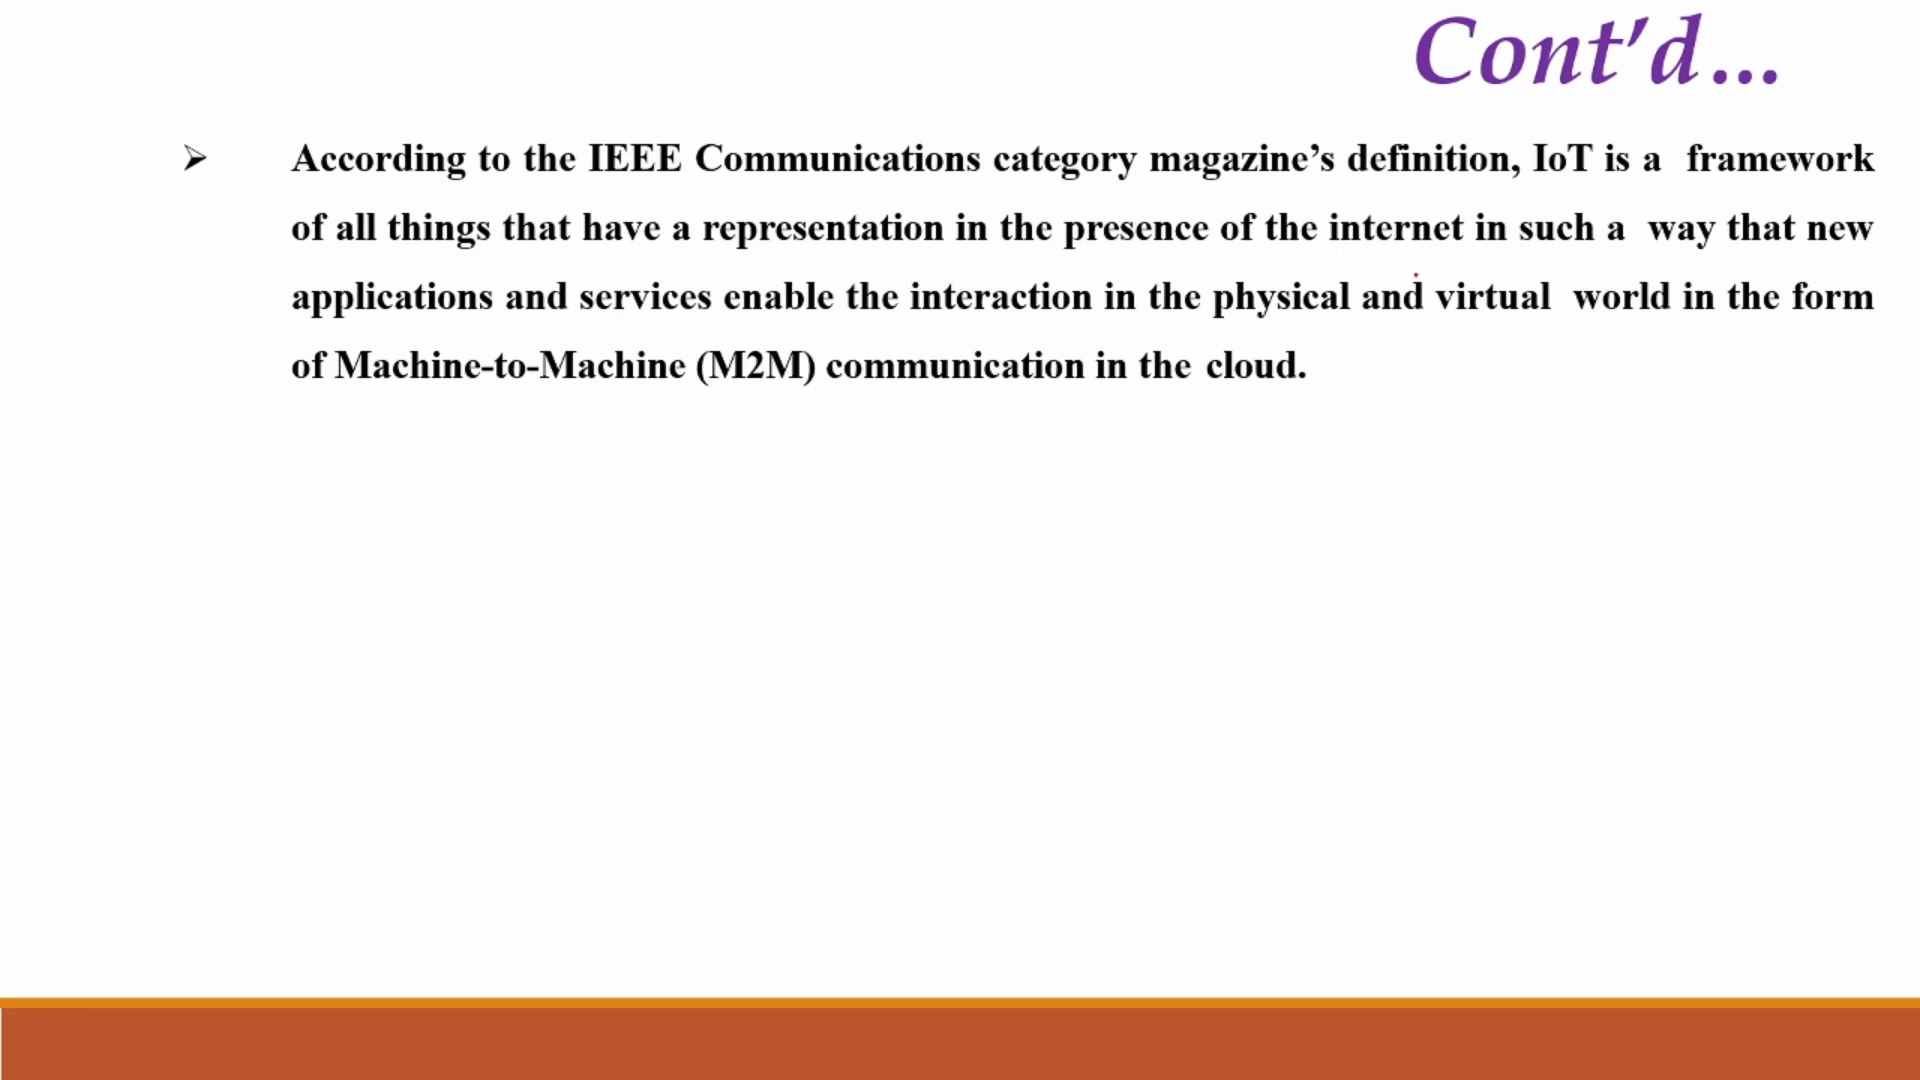 Cont’d…
➢ According to the IEEE Communications category magazine’s definition, IoT is a framework
of all things that have a representation in the presence of the internet in such a way that new
applications and services enable the interaction in the physical and virtual world in the form
of Machine-to-Machine (M2M) communication in the cloud.